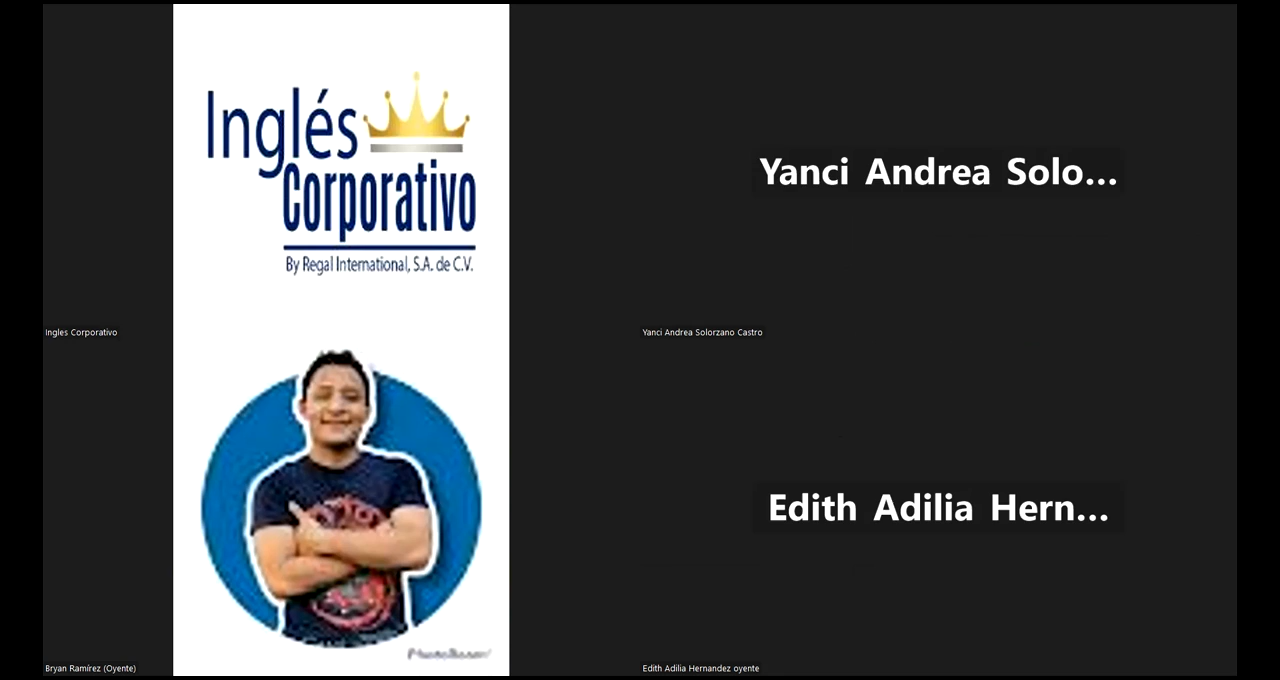 Inglés
Corporativo
By Regal International, S.A. de C.V.
Yanci Andrea Solo...
Ingles Corporativo
Yanci Andrea Solorzano Castro
Edith Adilia Hern...
Bryan Ramírez (Oyente)
Edith Adilia Hernandez oyente